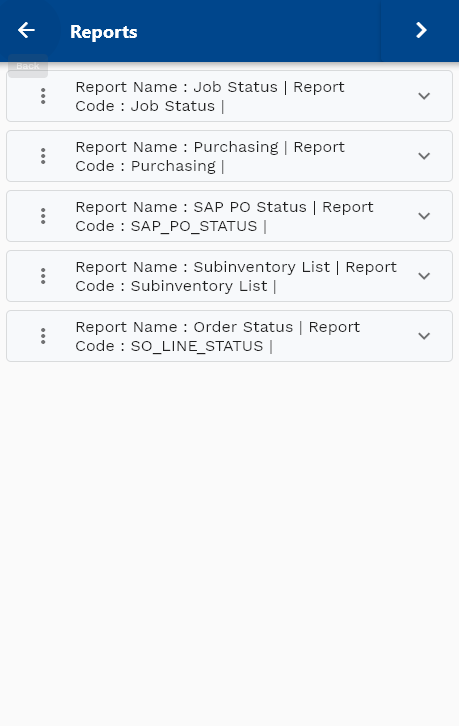 Reports
Back
Report Name : Job Status | Report
Code : Job Status |
Report Name : Purchasing | Report
Code : Purchasing |
Report Name : SAP PO Status | Report
Code : SAP_PO_STATUS |
Report Name : Subinventory List | Report
Code : Subinventory List |
Report Name : Order Status | Report
Code : SO_LINE_STATUS |